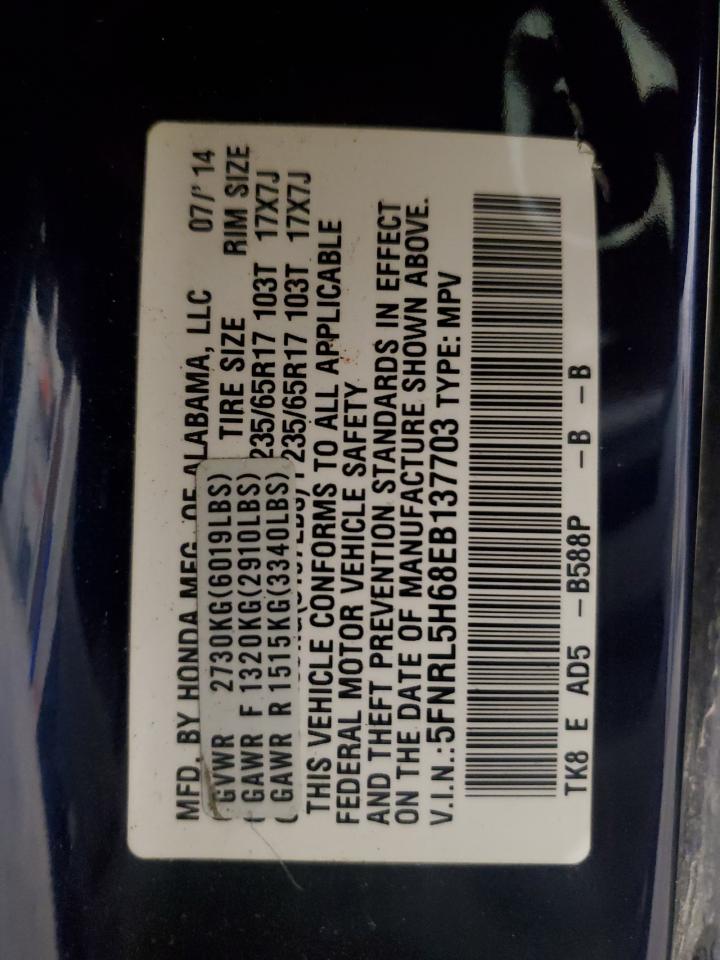 MFD. BY HONDA MFG. OF ALABAMA, LLC 07/ 14
GVWR 2730KG(6019LBS) TIRE SIZE RIM SIZE
GAWR F 1320KG(2910LBS) 235/65R17 103T 17X7J
GAWR R 1515KG(3340LBS) 235/65R17 103T 17X7J
THIS VEHICLE CONFORMS TO ALL APPLICABLE
FEDERAL MOTOR VEHICLE SAFETY
AND THEFT PREVENTION STANDARDS IN EFFECT
ON THE DATE OF MANUFACTURE SHOWN ABOVE.
V.I.N.:5FNRL5H68EB137703 TYPE: MPV
TK8 E AD5 -B588P -B -B